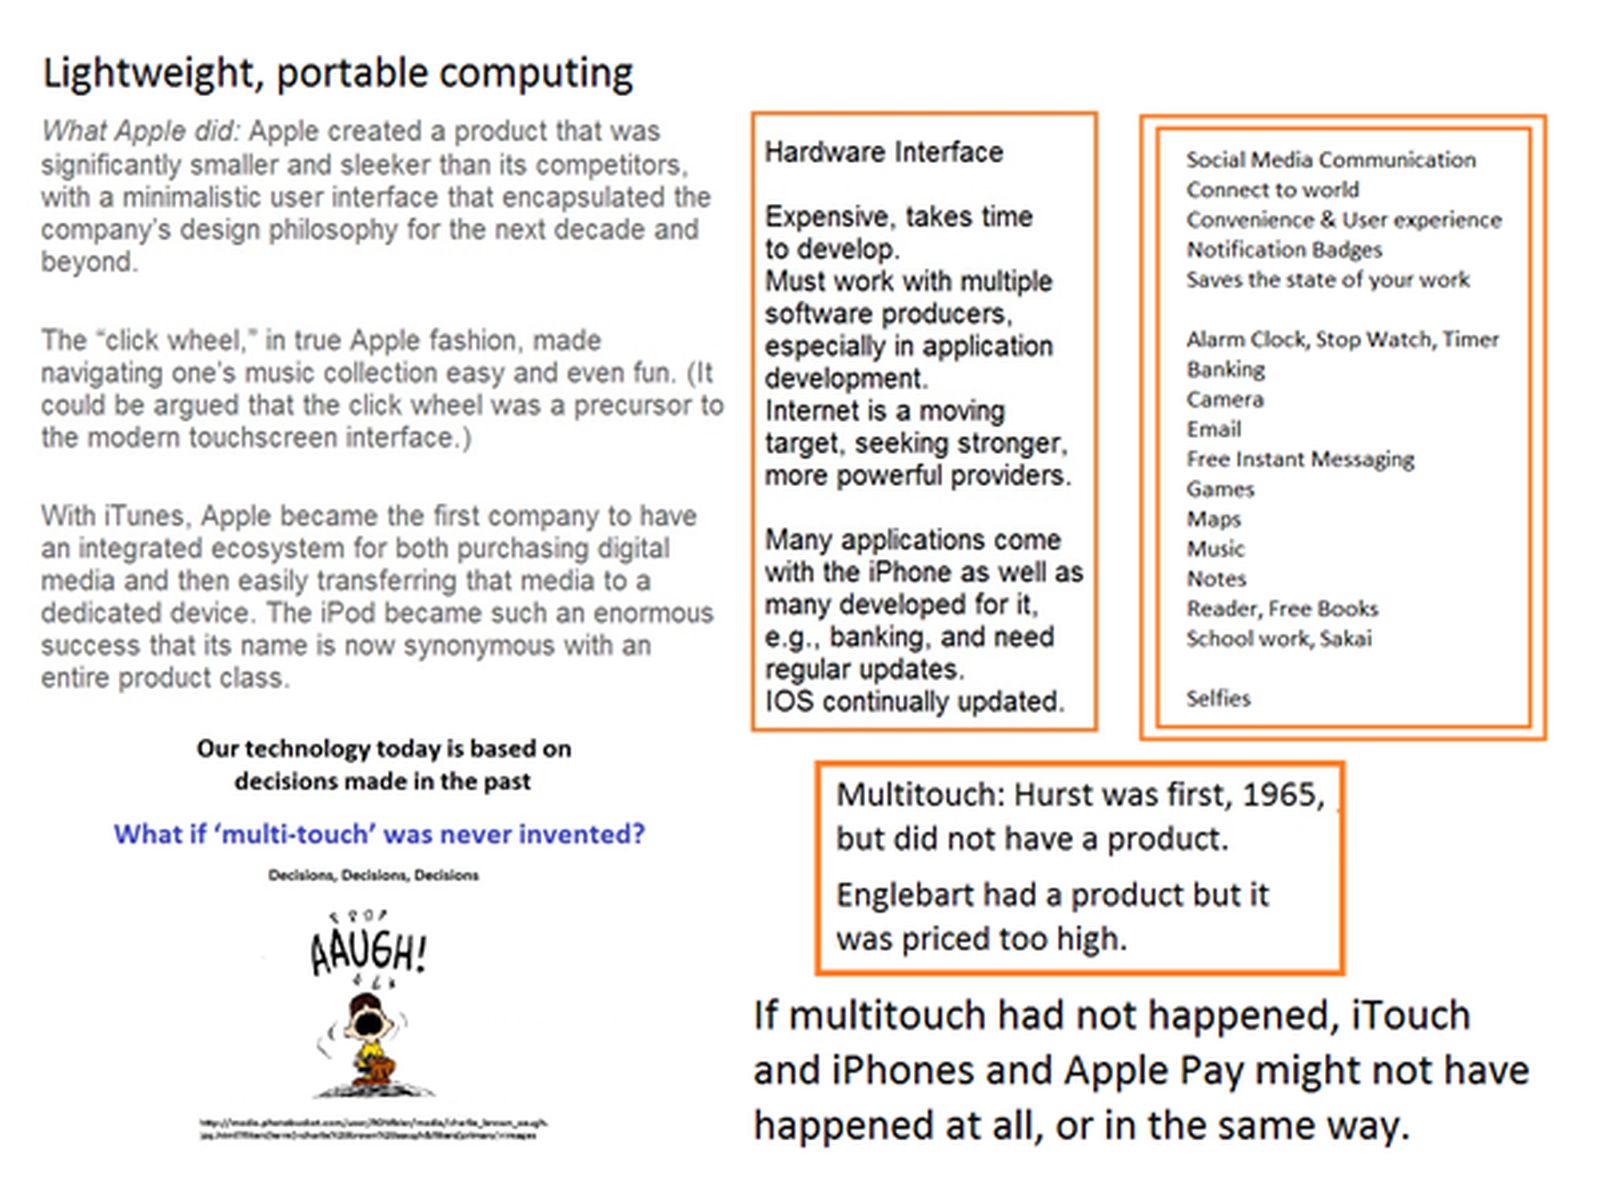 Lightweight, portable computing
What Apple did: Apple created a product that was
significantly smaller and sleeker than its competitors,
with a minimalistic user interface that encapsulated the
company's design philosophy for the next decade and
beyond.
The “click wheel,” in true Apple fashion, made
navigating one's music collection easy and even fun. (It
could be argued that the click wheel was a precursor to
the modern touchscreen interface.)
With iTunes, Apple became the first company to have
an integrated ecosystem for both purchasing digital
media and then easily transferring that media to a
dedicated device. The iPod became such an enormous
success that its name is now synonymous with an
entire product class.
Our technology today is based on
decisions made in the past
What if ‘multi-touch’ was never invented?
Decisions, Decisions, Decisions
AAUGH!
Hardware Interface
Expensive, takes time
to develop.
Must work with multiple
software producers,
especially in application
development.
Internet is a moving
target, seeking stronger,
more powerful providers.
Many applications come
with the iPhone as well as
many developed for it,
e.g., banking, and need
regular updates.
IOS continually updated.
Social Media Communication
Connect to world
Convenience & User experience
Notification Badges
Saves the state of your work
Alarm Clock, Stop Watch, Timer
Banking
Camera
Email
Free Instant Messaging
Games
Maps
Music
Notes
Reader, Free Books
School work, Sakai
Selfies
Multitouch: Hurst was first, 1965,
but did not have a product.
Englebart had a product but it
was priced too high.
If multitouch had not happened, iTouch
and iPhones and Apple Pay might not have
happened at all, or in the same way.